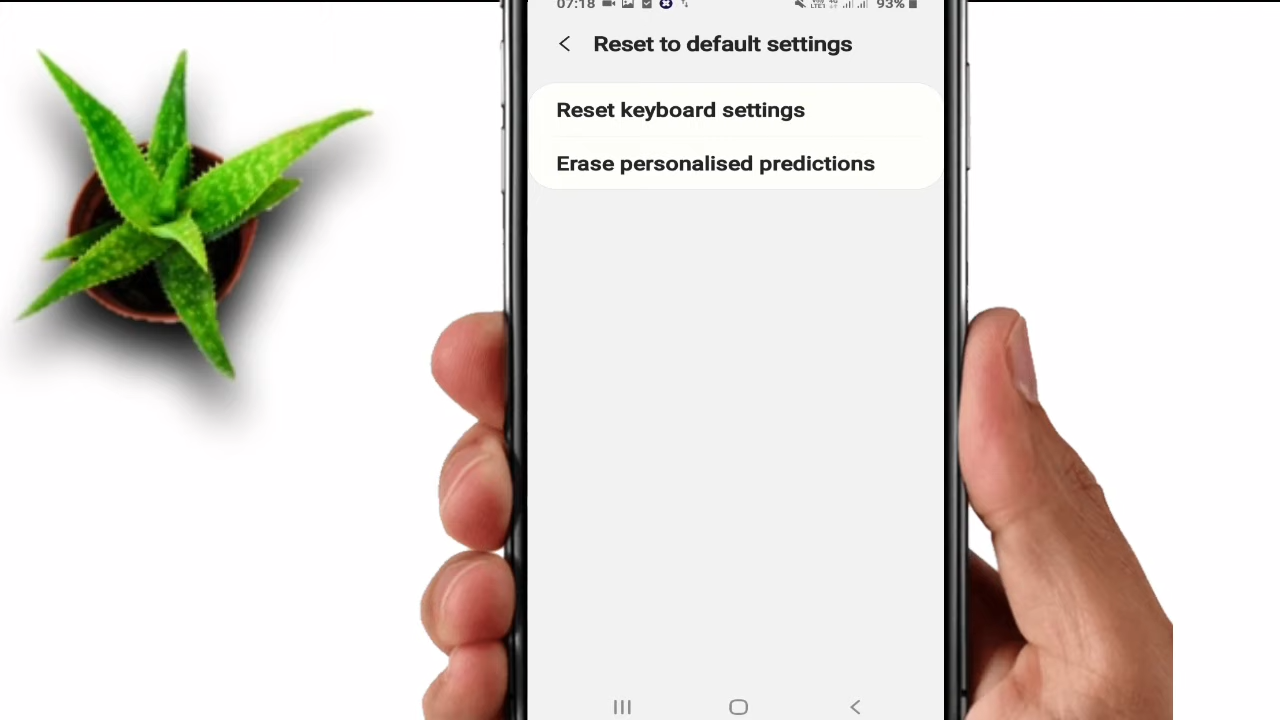 07:18 93%
Reset to default settings
Reset keyboard settings
Erase personalised predictions